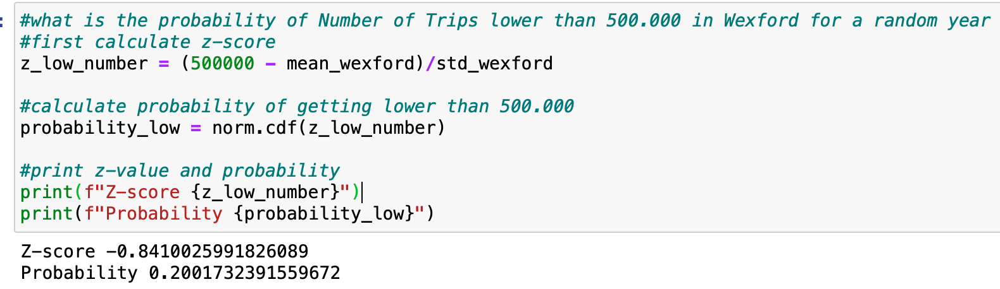 :
#what is the probability of Number of Trips lower than 500.000 in Wexford for a random year
#first calculate z-score
z_low_number = (500000 - mean_wexford)/std_wexford
#calculate probability of getting lower than 500.000
probability_low = norm.cdf(z_low_number)
#print z-value and probability
print(f"Z-score {z_low_number}")
print(f"Probability {probability_low}")
Z-score -0.8410025991826089
Probability 0.2001732391559672